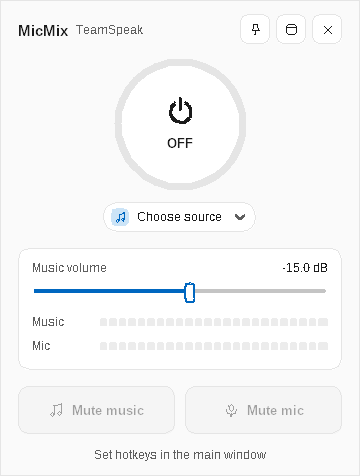 MicMix TeamSpeak
OFF
Choose source
Music volume -15.0 dB
Music
Mic
Mute music Mute mic
Set hotkeys in the main window